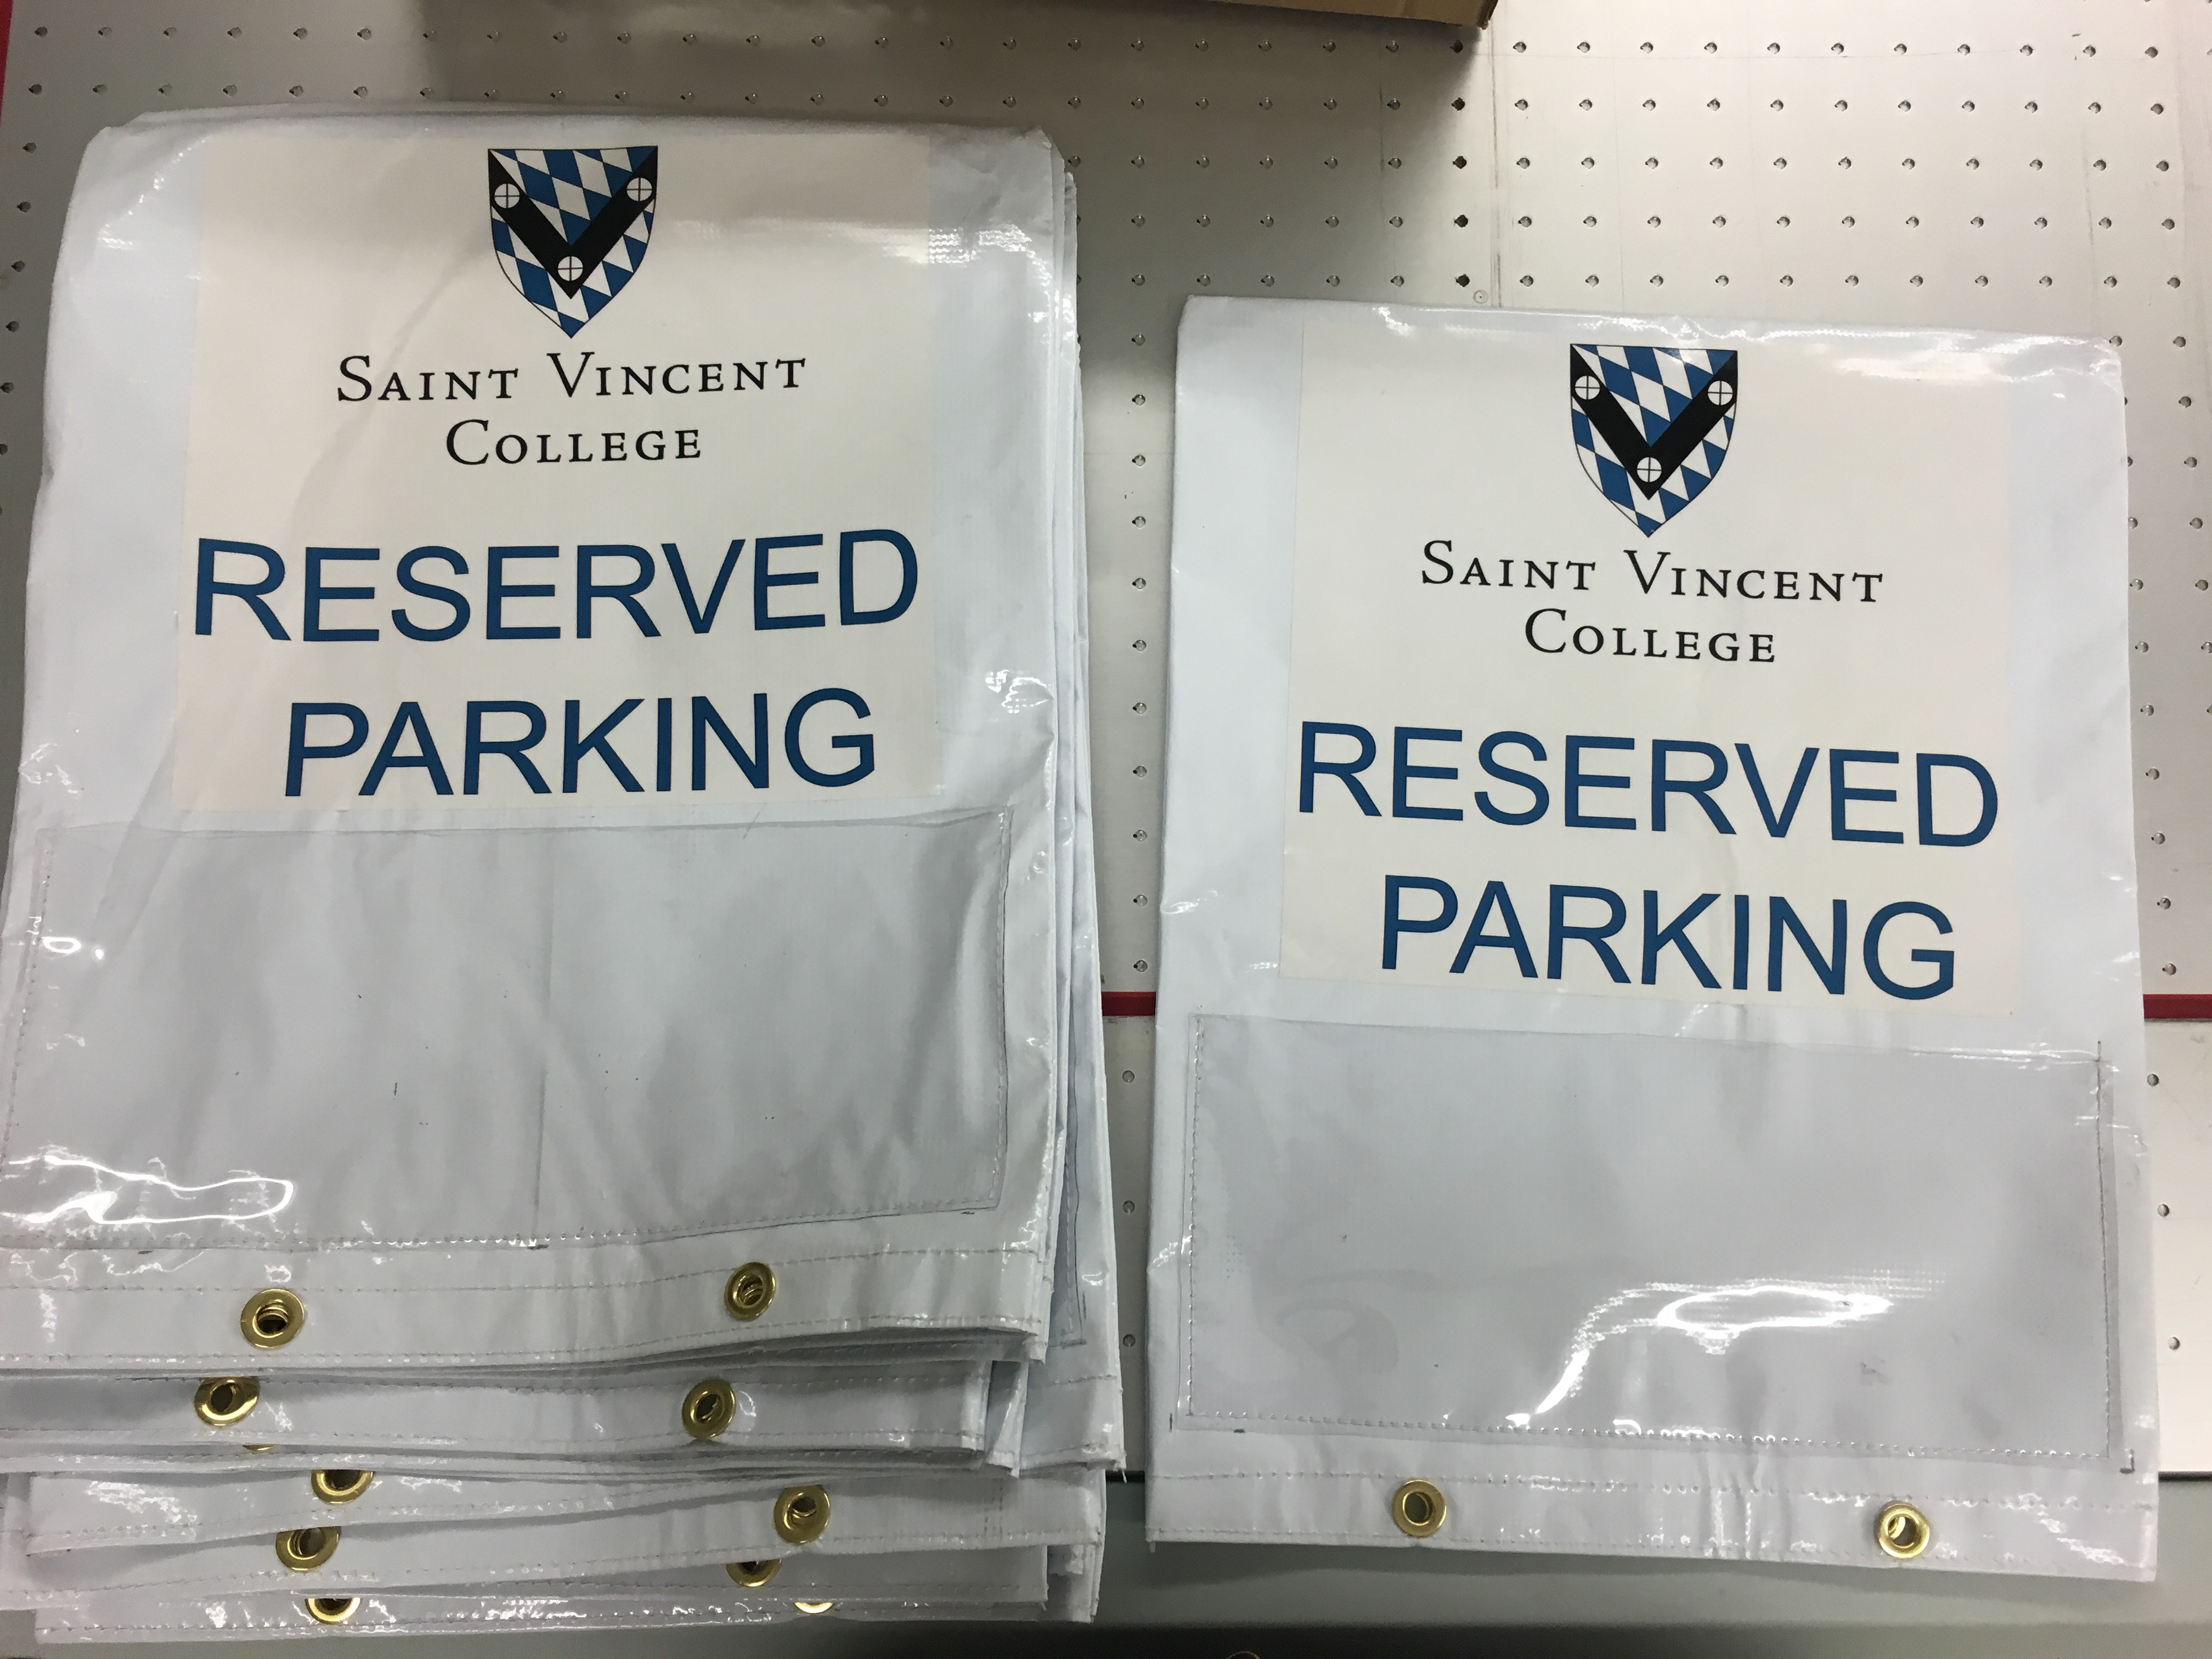 SAINT VINCENT
COLLEGE
RESERVED
PARKING
SAINT VINCENT
COLLEGE
RESERVED
PARKING